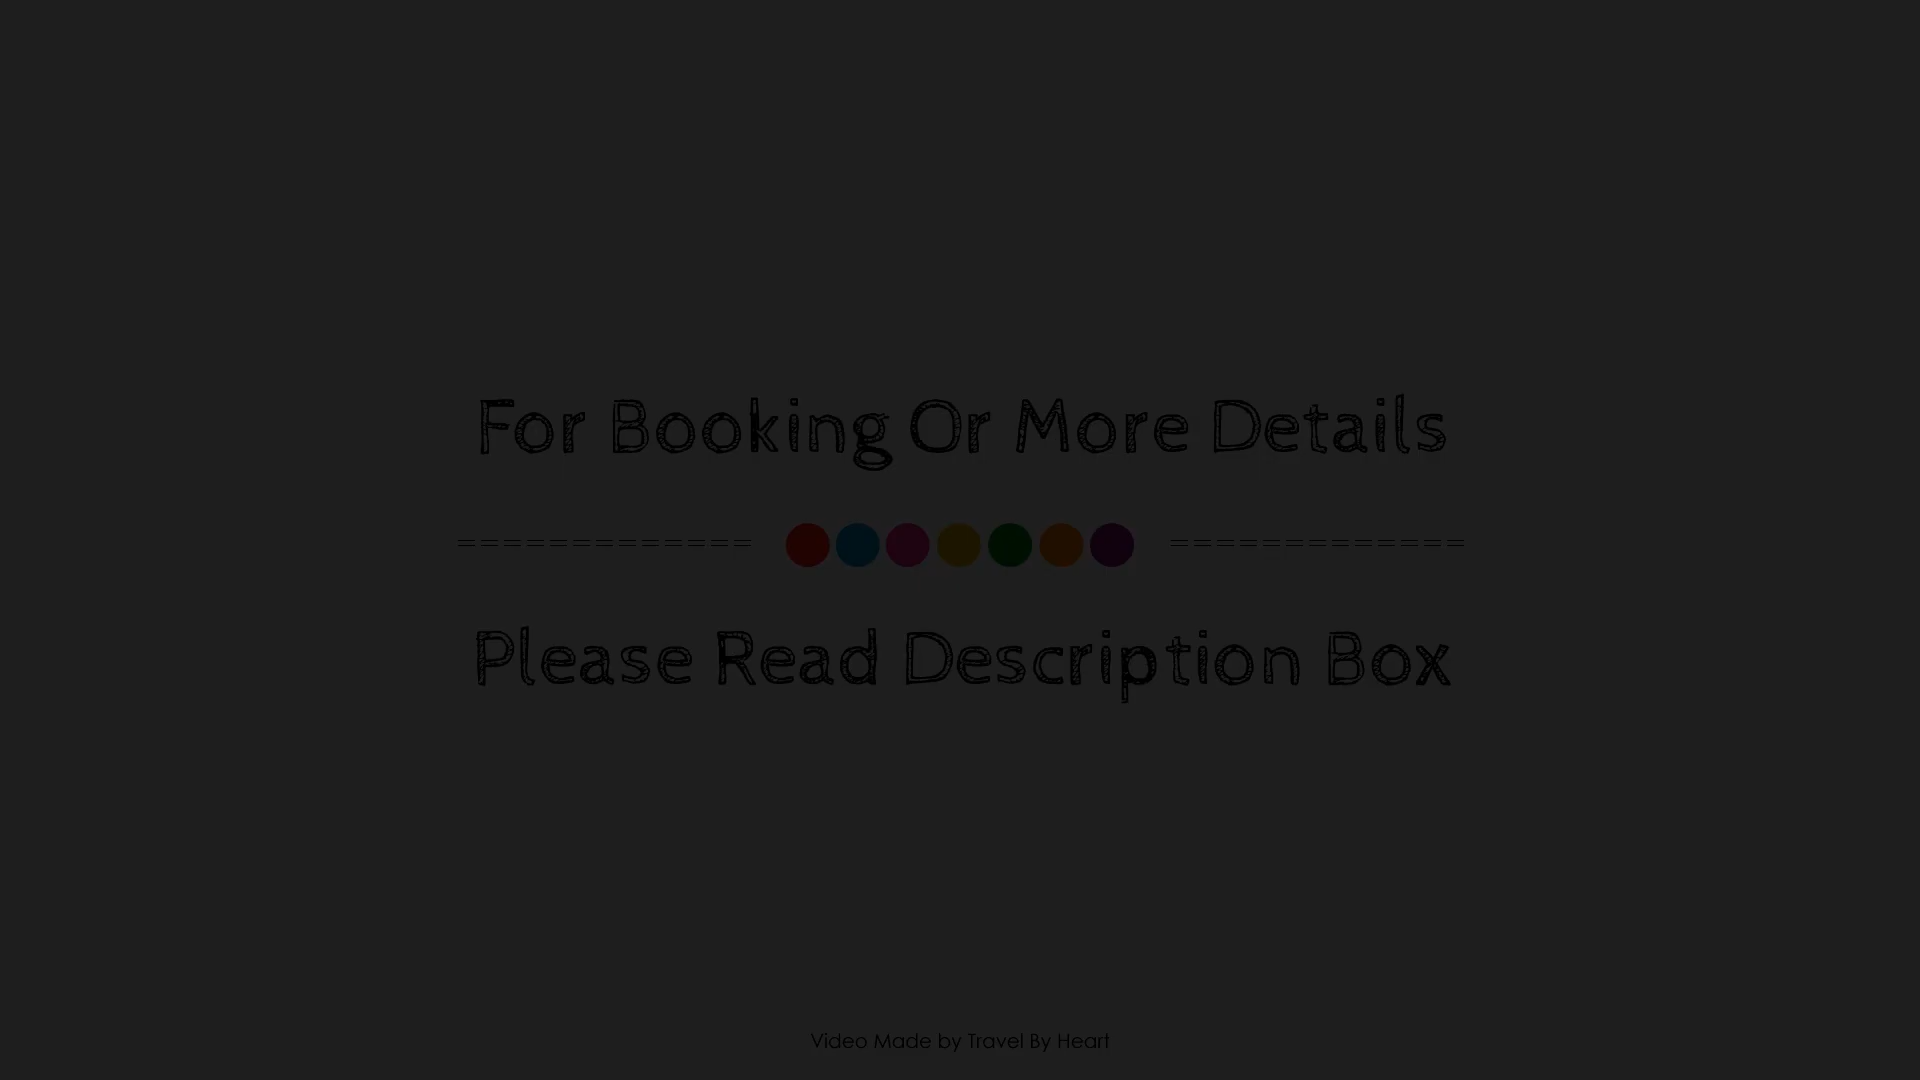 For Booking Or More Details
============= =============
Please Read Description Box
Video Made by Travel By Heart